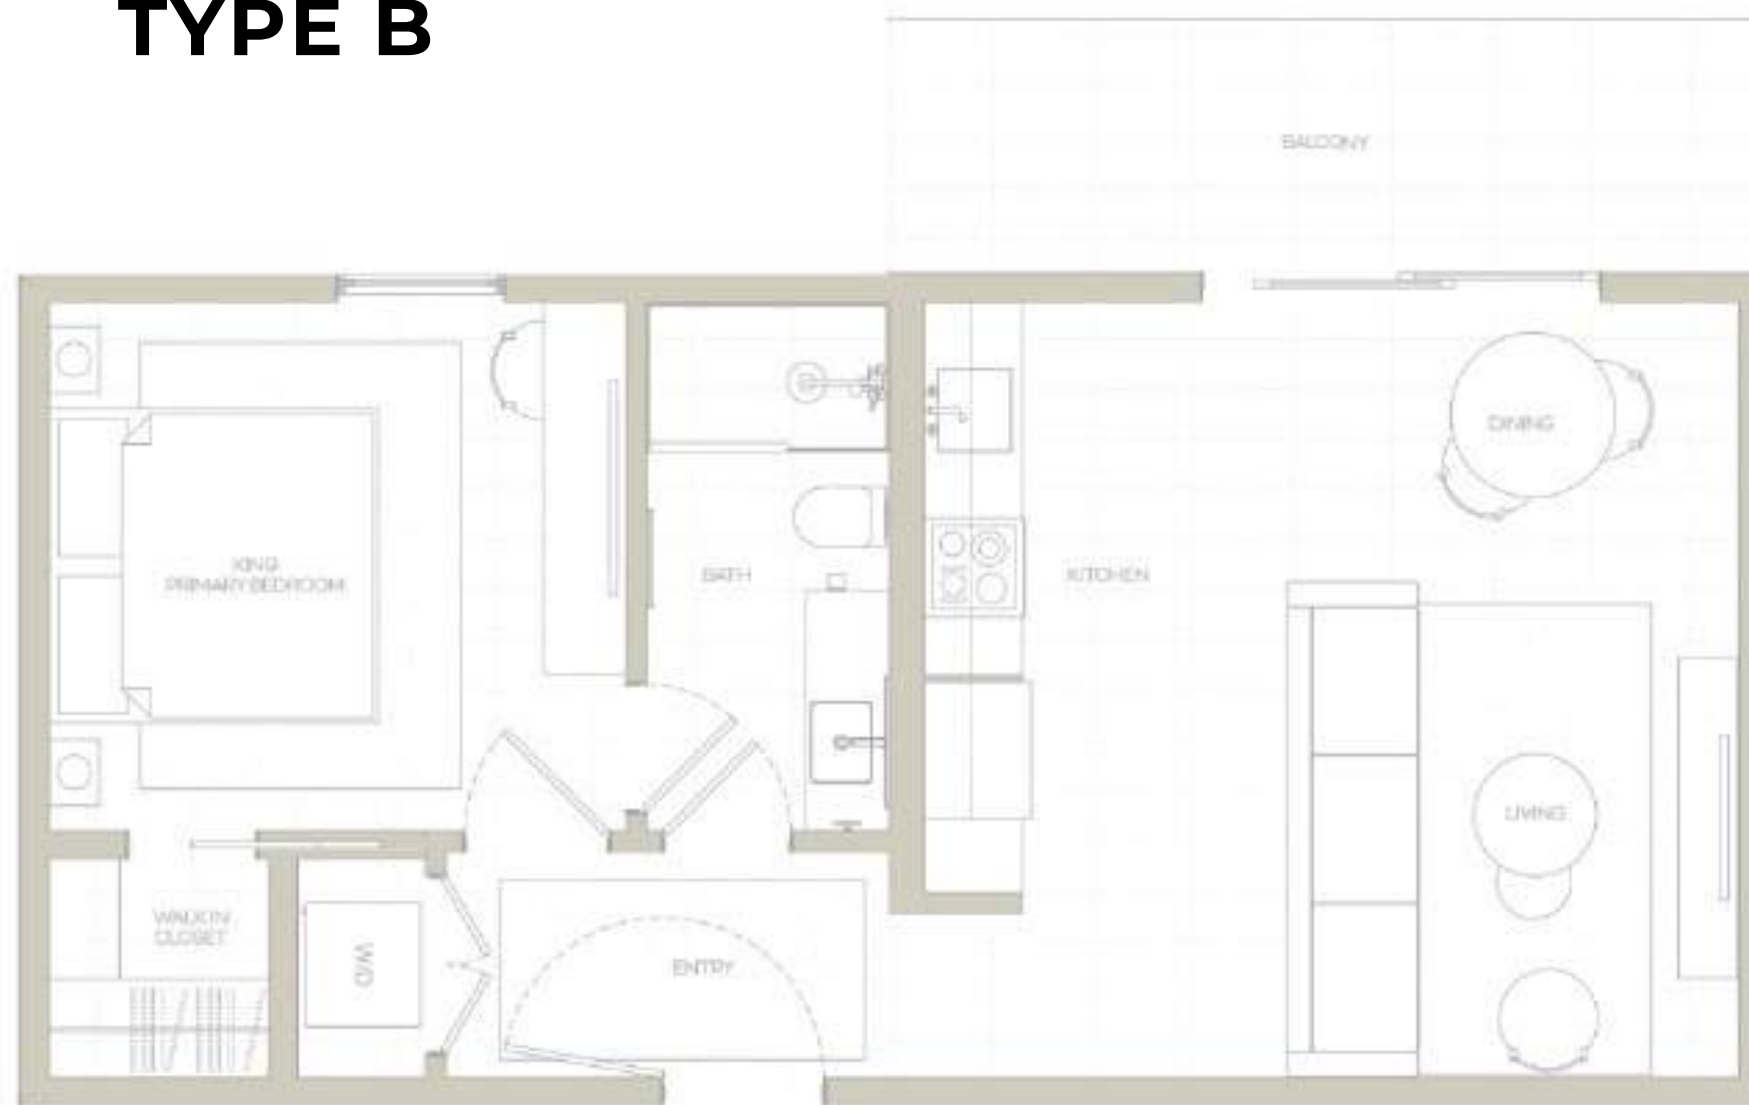 TYPE B
BALCONY
DINING
KING
PRIMARY BEDROOM
BATH
KITCHEN
LIVING
WALK IN
CLOSET
W/D
ENTRY